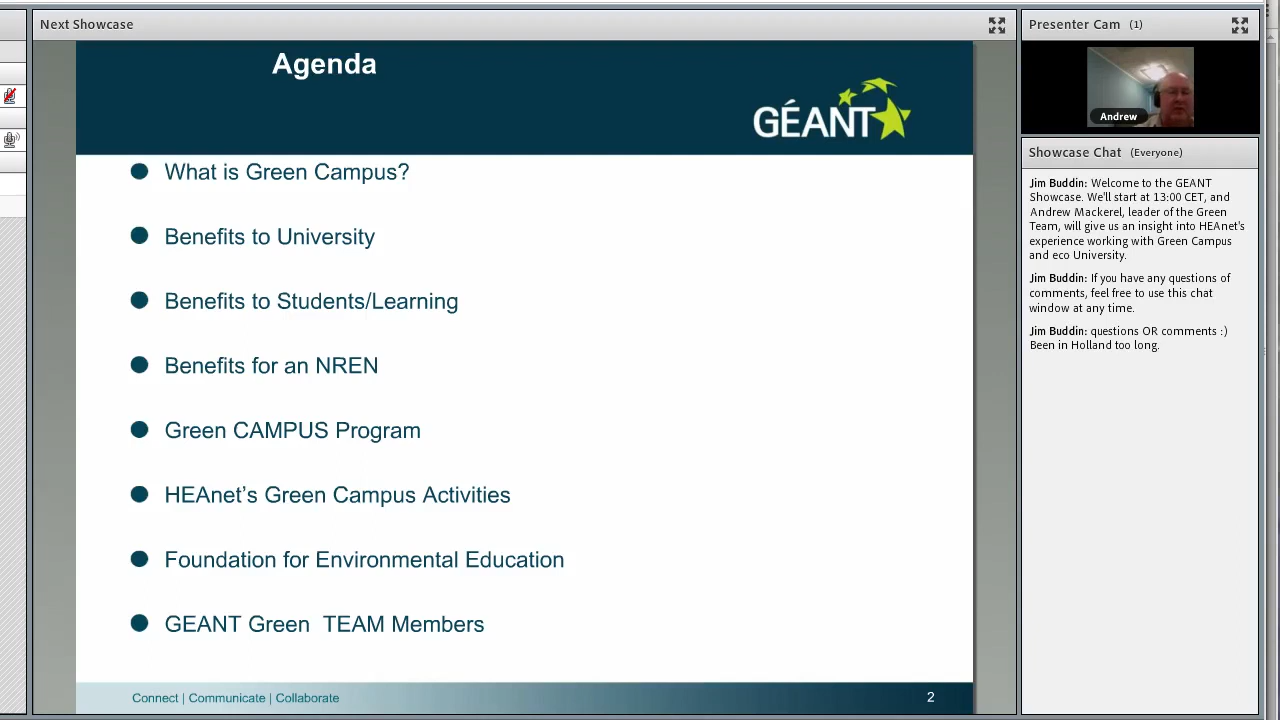 Next Showcase
Agenda
GÉANT
What is Green Campus?
Benefits to University
Benefits to Students/Learning
Benefits for an NREN
Green CAMPUS Program
HEAnet’s Green Campus Activities
Foundation for Environmental Education
GEANT Green  TEAM Members
Connect | Communicate | Collaborate
2
Presenter Cam (1)
Andrew
Showcase Chat (Everyone)
Jim Buddin: Welcome to the GEANT
Showcase. We'll start at 13:00 CET, and
Andrew Mackerel, leader of the Green
Team, will give us an insight into HEAnet's
experience working with Green Campus
and eco University.
Jim Buddin: If you have any questions of
comments, feel free to use this chat
window at any time.
Jim Buddin: questions OR comments :)
Been in Holland too long.